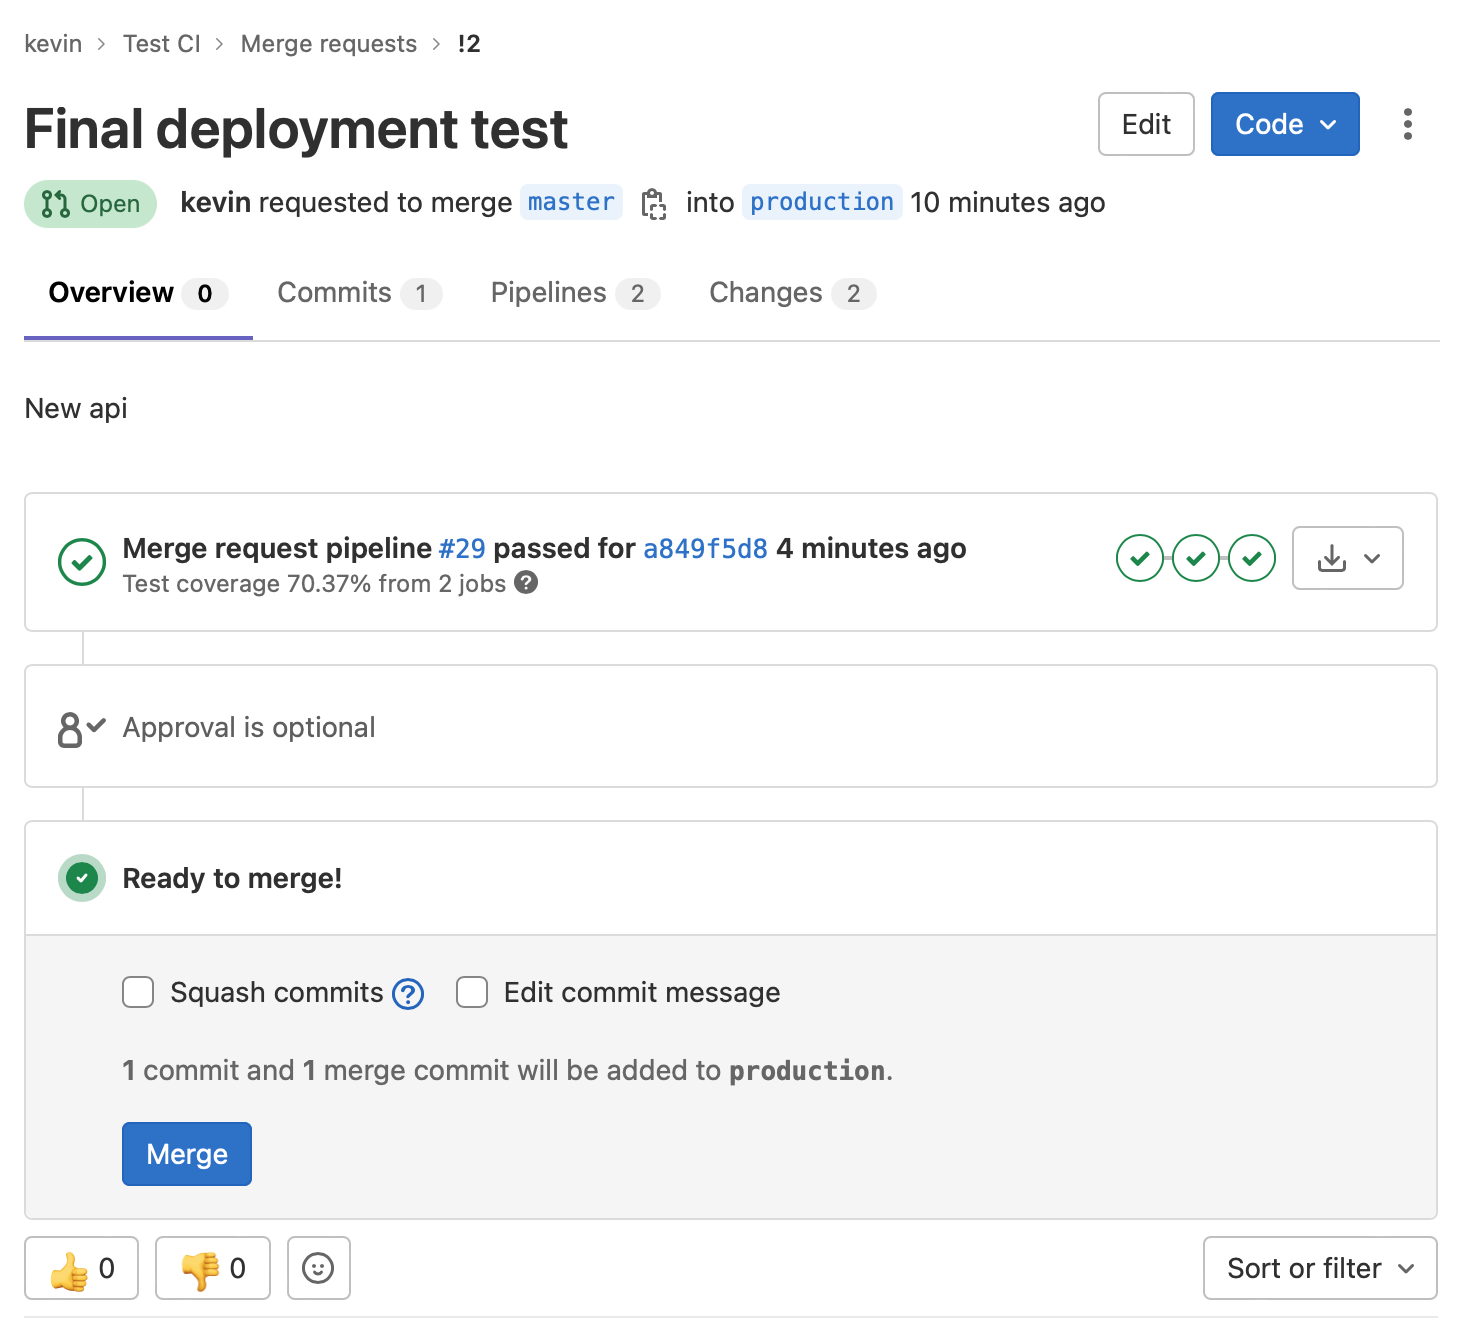 kevin > Test CI > Merge requests > !2
Final deployment test
Edit
Code
Open
kevin requested to merge master into production 10 minutes ago
Overview 0
Commits 1
Pipelines 2
Changes 2
New api
Merge request pipeline #29 passed for a849f5d8 4 minutes ago
Test coverage 70.37% from 2 jobs ?
Approval is optional
Ready to merge!
Squash commits ?
Edit commit message
1 commit and 1 merge commit will be added to production.
Merge
0
0
Sort or filter